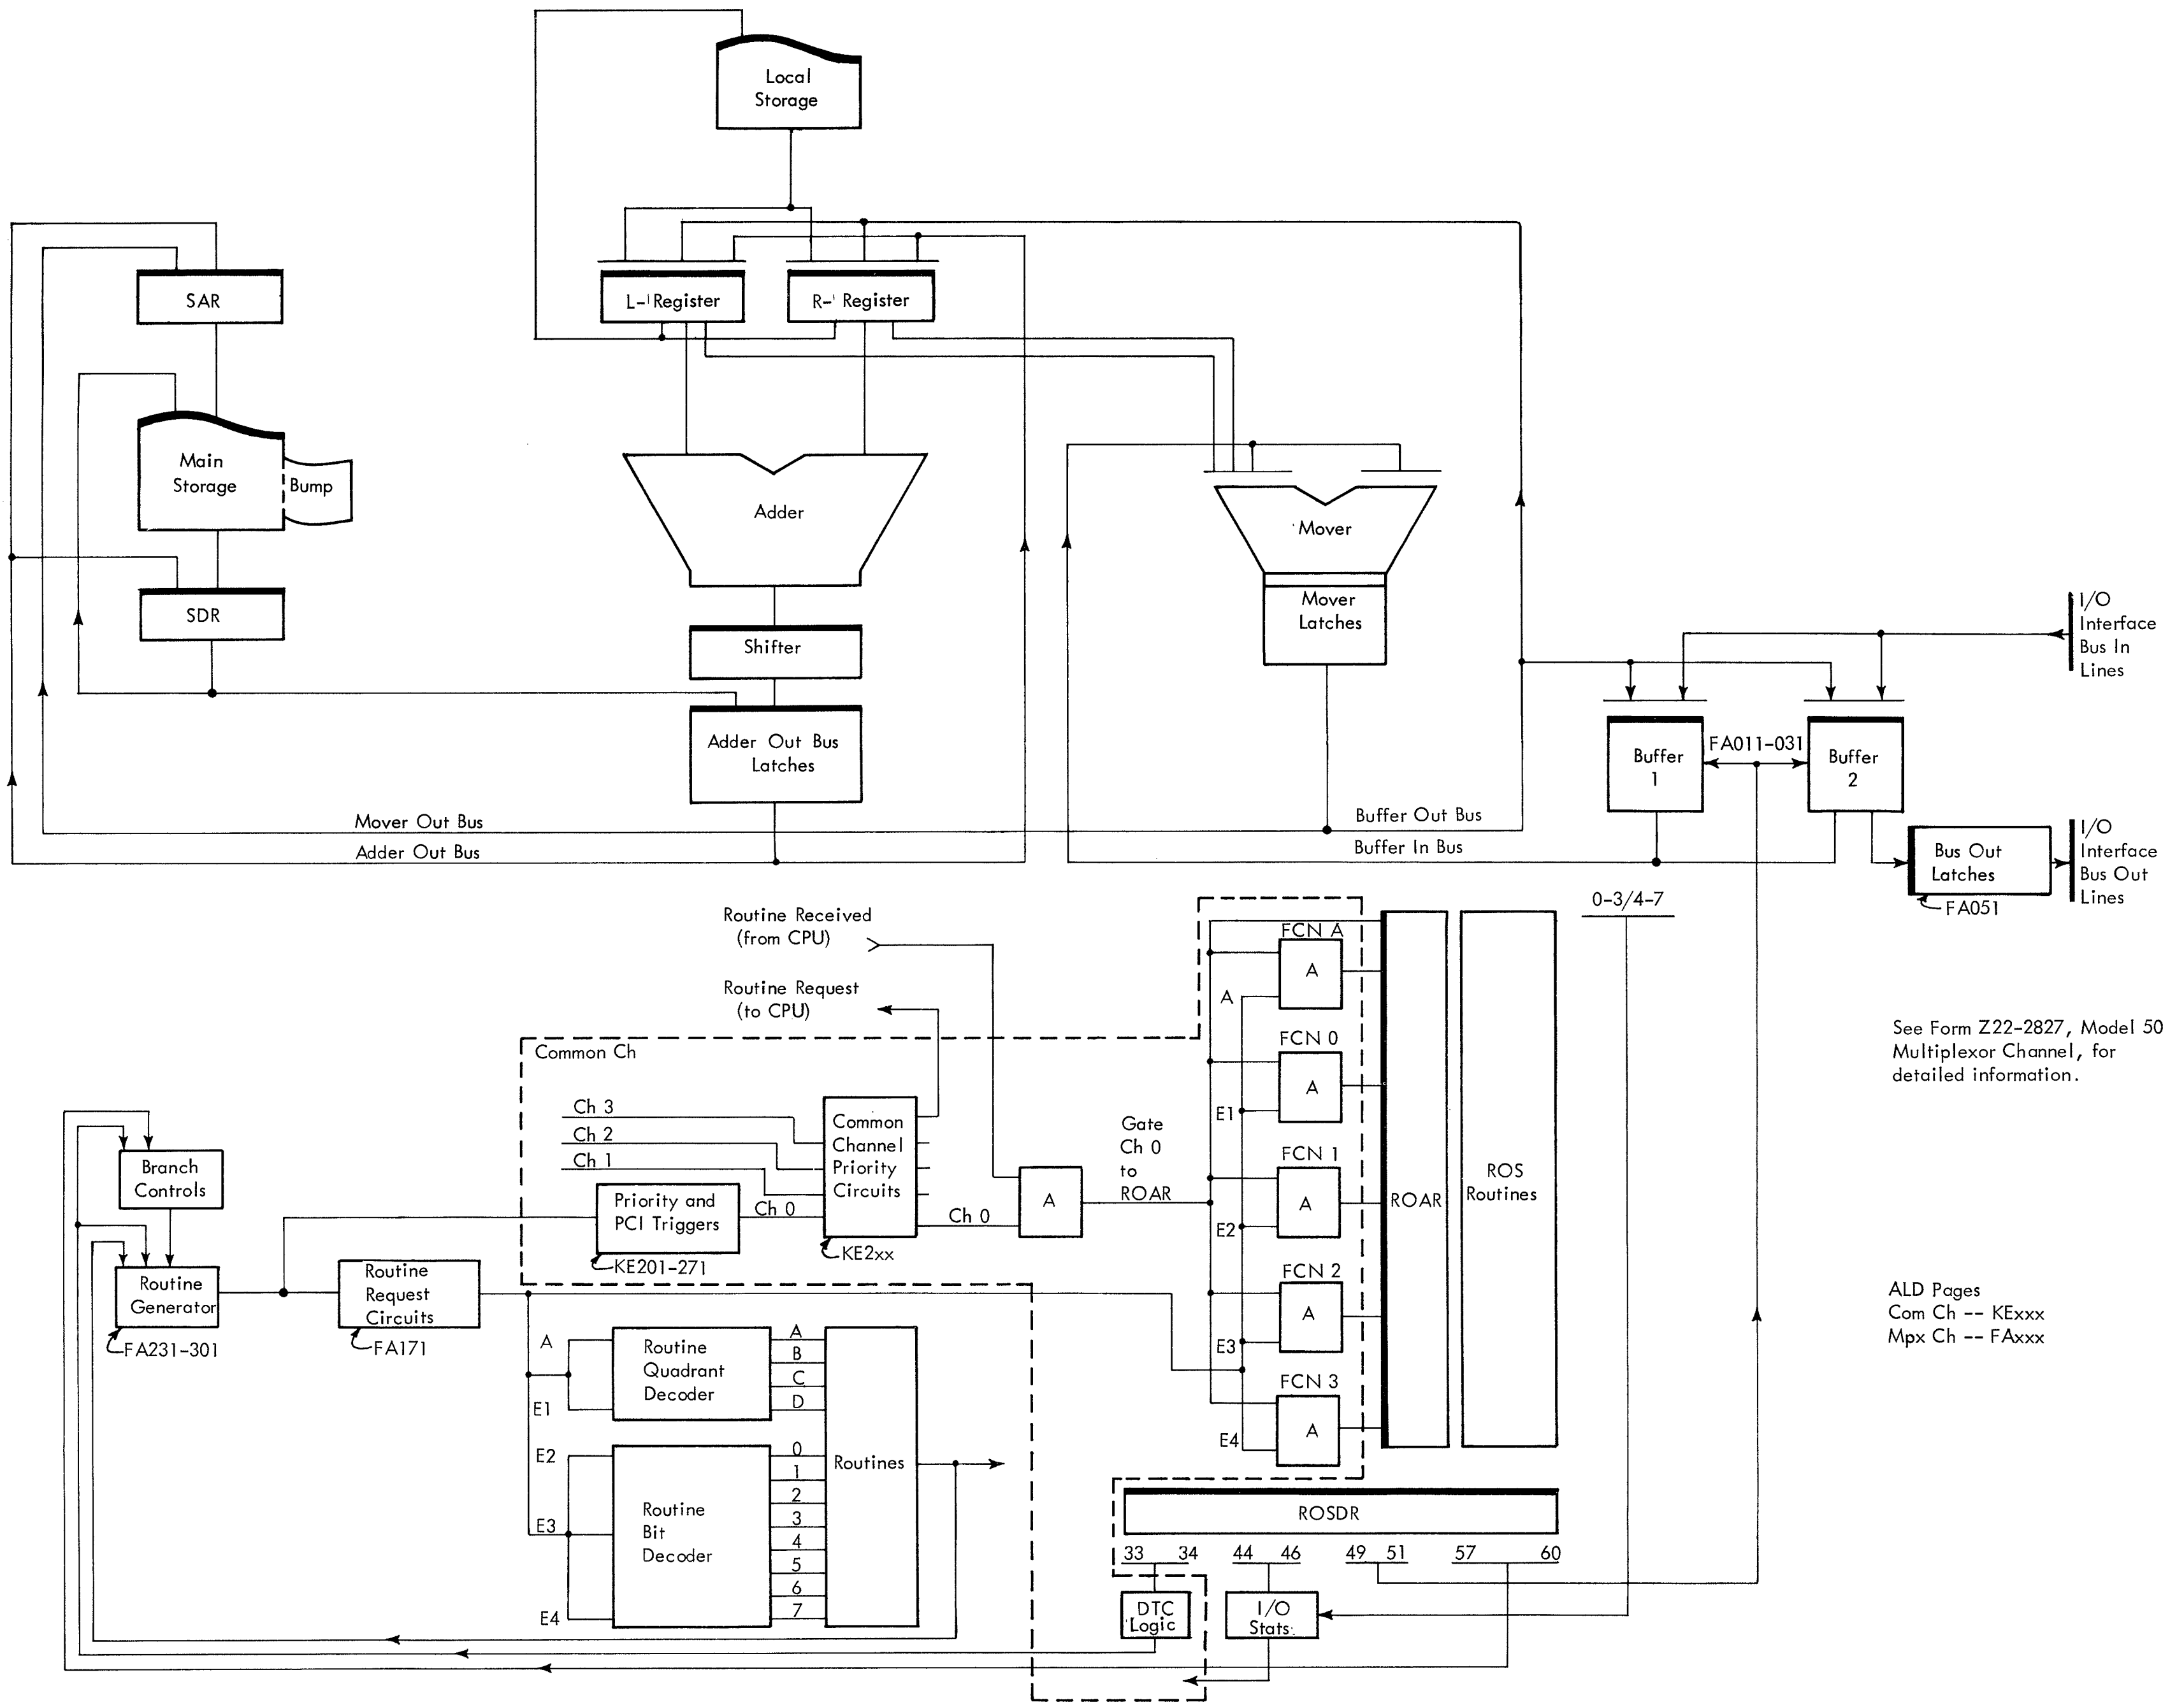 Local
Storage
SAR
L- Register
R- Register
Main
Storage
Bump
Adder
Mover
Mover
Latches
SDR
Shifter
I/O
Interface
Bus In
Lines
Adder Out Bus
Latches
FA011-031
Buffer
1
Buffer
2
Mover Out Bus
Buffer Out Bus
Adder Out Bus
Buffer In Bus
Bus Out
Latches
I/O
Interface
Bus Out
Lines
FA051
0-3/4-7
Routine Received
(from CPU)
Routine Request
(to CPU)
FCN A
A
A
FCN 0
A
E1
FCN 1
A
E2
FCN 2
A
E3
FCN 3
A
E4
ROAR
ROS
Routines
See Form Z22-2827, Model 50
Multiplexor Channel, for
detailed information.
Common Ch
Ch 3
Ch 2
Ch 1
Ch 0
Common
Channel
Priority
Circuits
KE2xx
Priority and
PCI Triggers
KE201-271
Ch 0
A
Gate
Ch 0
to
ROAR
Branch
Controls
Routine
Generator
FA231-301
Routine
Request
Circuits
FA171
ALD Pages
Com Ch -- KExxx
Mpx Ch -- FAxxx
A
E1
Routine
Quadrant
Decoder
A
B
C
D
E2
E3
E4
Routine
Bit
Decoder
0
1
2
3
4
5
6
7
Routines
ROSDR
33 34 44 46 49 51 57 60
DTC
Logic
I/O
Stats